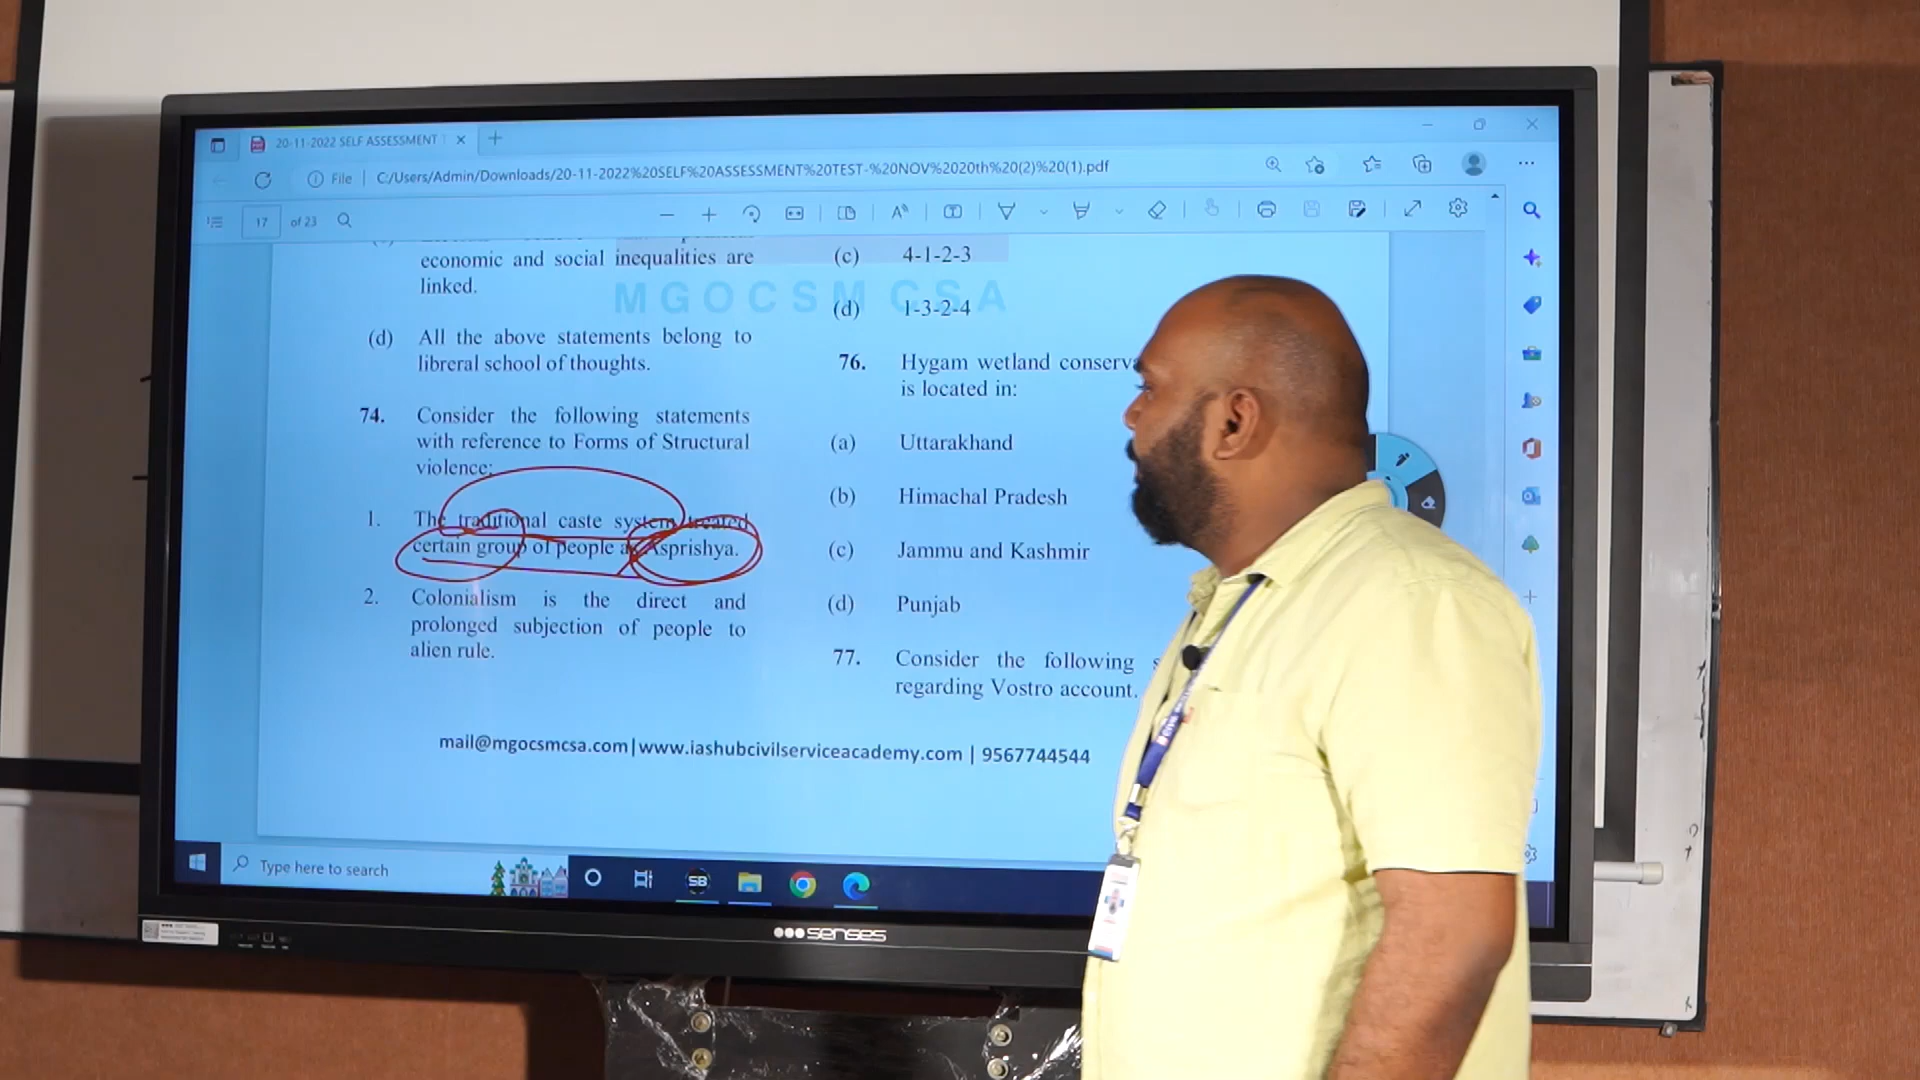 20-11-2022 SELF ASSESSMENT
File
C:/Users/Admin/Downloads/20-11-2022%20SELF%20ASSESSMENT%20TEST-%20NOV%2020th%20(2)%20(1).pdf
17 of 23
economic and social inequalities are
linked.
(d) All the above statements belong to
libreral school of thoughts.
74. Consider the following statements
with reference to Forms of Structural
violence:
1. The traditional caste system treated
certain group of people as Asprishya.
2. Colonialism is the direct and
prolonged subjection of people to
alien rule.
MGOCSM CSA
(c) 4-1-2-3
(d) 1-3-2-4
76. Hygam wetland
is located in:
(a) Uttarakhand
(b) Himachal Pradesh
(c) Jammu and Kashmir
(d) Punjab
77. Consider the following
regarding Vostro account.
mail@mgocsmcsa.com|www.iashubcivilserviceacademy.com | 9567744544
Type here to search
SB
senses